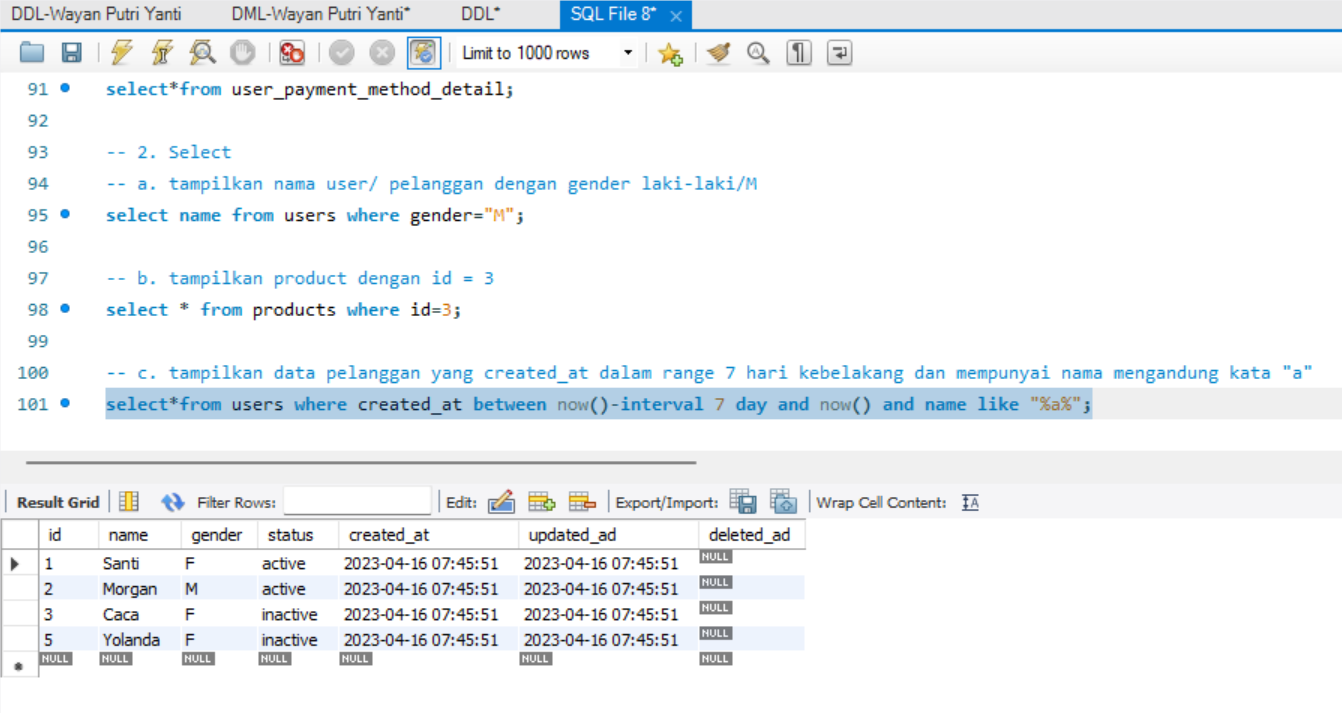 DDL-Wayan Putri Yanti DML-Wayan Putri Yanti* DDL* SQL File 8*
Limit to 1000 rows
91 select*from user_payment_method_detail;
92
93 -- 2. Select
94 -- a. tampilkan nama user/ pelanggan dengan gender laki-laki/M
95 select name from users where gender="M";
96
97 -- b. tampilkan product dengan id = 3
98 select * from products where id=3;
99
100 -- c. tampilkan data pelanggan yang created_at dalam range 7 hari kebelakang dan mempunyai nama mengandung kata "a"
101 select*from users where created_at between now()-interval 7 day and now() and name like "%a%";
Result Grid Filter Rows: Edit: Export/Import: Wrap Cell Content:
id name gender status created_at updated_ad deleted_ad
1 Santi F active 2023-04-16 07:45:51 2023-04-16 07:45:51 NULL
2 Morgan M active 2023-04-16 07:45:51 2023-04-16 07:45:51 NULL
3 Caca F inactive 2023-04-16 07:45:51 2023-04-16 07:45:51 NULL
5 Yolanda F inactive 2023-04-16 07:45:51 2023-04-16 07:45:51 NULL
NULL NULL NULL NULL NULL NULL NULL